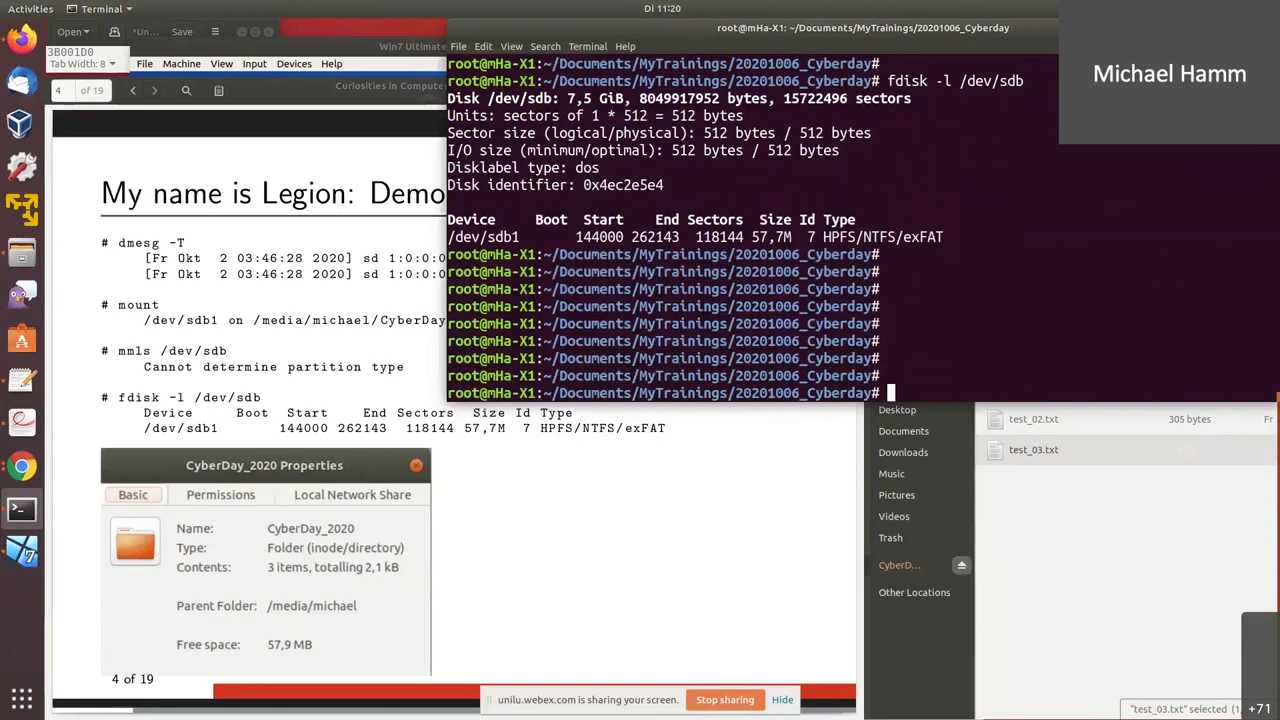 Activities
Terminal
Di 11:20
Open
*Un...
Save
3B001D0
Tab Width: 8
Win7 Ultimate
File Machine View Input Devices Help
4 of 19
Curiosities in Computer
My name is Legion: Demo
# dmesg -T
[Fr Okt 2 03:46:28 2020] sd 1:0:0:0
[Fr Okt 2 03:46:28 2020] sd 1:0:0:0
# mount
/dev/sdb1 on /media/michael/CyberDay
# mmls /dev/sdb
Cannot determine partition type
# fdisk -l /dev/sdb
Device Boot Start End Sectors Size Id Type
/dev/sdb1 144000 262143 118144 57,7M 7 HPFS/NTFS/exFAT
CyberDay_2020 Properties
Basic Permissions Local Network Share
Name: CyberDay_2020
Type: Folder (inode/directory)
Contents: 3 items, totalling 2,1 kB
Parent Folder: /media/michael
Free space: 57,9 MB
4 of 19
root@mHa-X1: ~/Documents/MyTrainings/20201006_Cyberday
File Edit View Search Terminal Help
root@mHa-X1:~/Documents/MyTrainings/20201006_Cyberday#
root@mHa-X1:~/Documents/MyTrainings/20201006_Cyberday# fdisk -l /dev/sdb
Disk /dev/sdb: 7,5 GiB, 8049917952 bytes, 15722496 sectors
Units: sectors of 1 * 512 = 512 bytes
Sector size (logical/physical): 512 bytes / 512 bytes
I/O size (minimum/optimal): 512 bytes / 512 bytes
Disklabel type: dos
Disk identifier: 0x4ec2e5e4
Device Boot Start End Sectors Size Id Type
/dev/sdb1 144000 262143 118144 57,7M 7 HPFS/NTFS/exFAT
root@mHa-X1:~/Documents/MyTrainings/20201006_Cyberday#
root@mHa-X1:~/Documents/MyTrainings/20201006_Cyberday#
root@mHa-X1:~/Documents/MyTrainings/20201006_Cyberday#
root@mHa-X1:~/Documents/MyTrainings/20201006_Cyberday#
root@mHa-X1:~/Documents/MyTrainings/20201006_Cyberday#
root@mHa-X1:~/Documents/MyTrainings/20201006_Cyberday#
root@mHa-X1:~/Documents/MyTrainings/20201006_Cyberday#
root@mHa-X1:~/Documents/MyTrainings/20201006_Cyberday#
root@mHa-X1:~/Documents/MyTrainings/20201006_Cyberday#
Michael Hamm
Desktop
Documents
Downloads
Music
Pictures
Videos
Trash
CyberD...
Other Locations
test_02.txt 305 bytes Fr
test_03.txt
unilu.webex.com is sharing your screen. Stop sharing Hide
"test_03.txt" selected (1,
+71